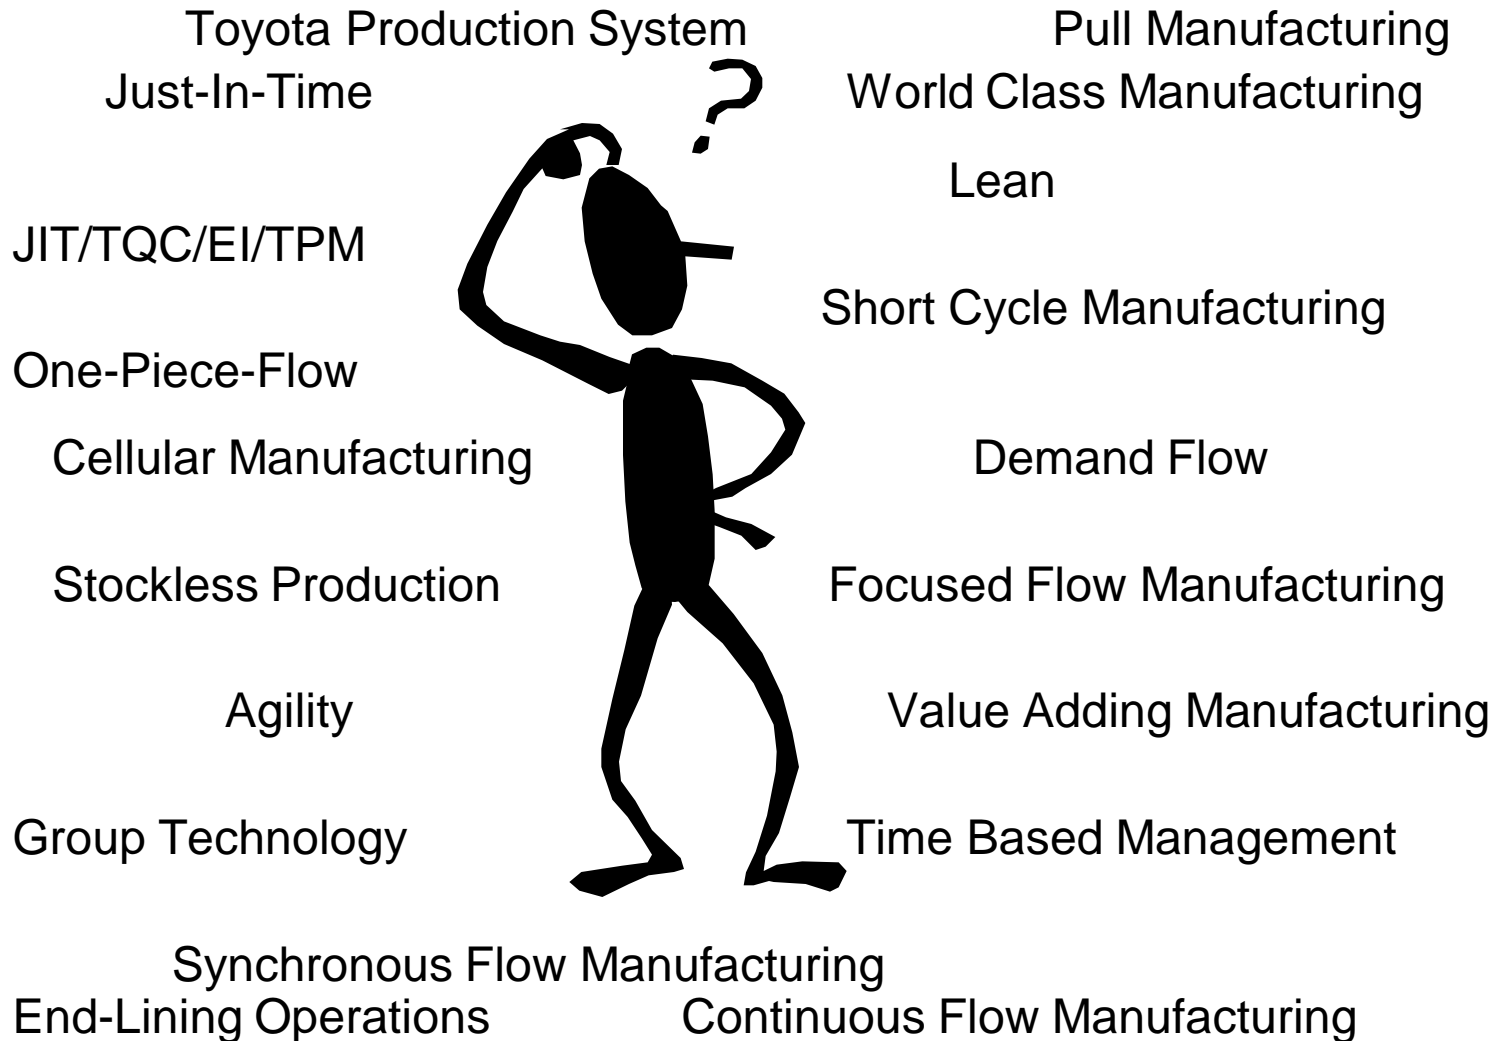 Toyota Production System
Pull Manufacturing
Just-In-Time
World Class Manufacturing
Lean
JIT/TQC/EI/TPM
Short Cycle Manufacturing
One-Piece-Flow
Cellular Manufacturing
Demand Flow
Stockless Production
Focused Flow Manufacturing
Agility
Value Adding Manufacturing
Group Technology
Time Based Management
Synchronous Flow Manufacturing
End-Lining Operations
Continuous Flow Manufacturing